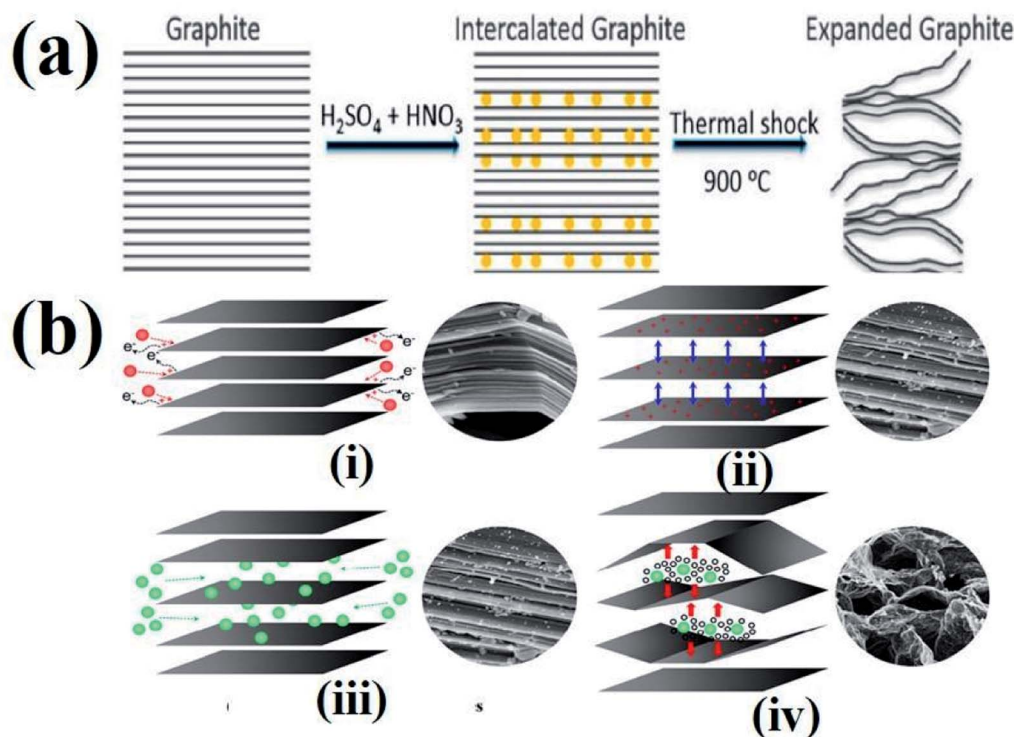 (a)
Graphite
Intercalated Graphite
Expanded Graphite
H₂SO₄ + HNO₃
Thermal shock
900 ºC
(b)
e⁻
e⁻
e⁻
e⁻
e⁻
e⁻
(i)
(ii)
(iii)
s
(iv)